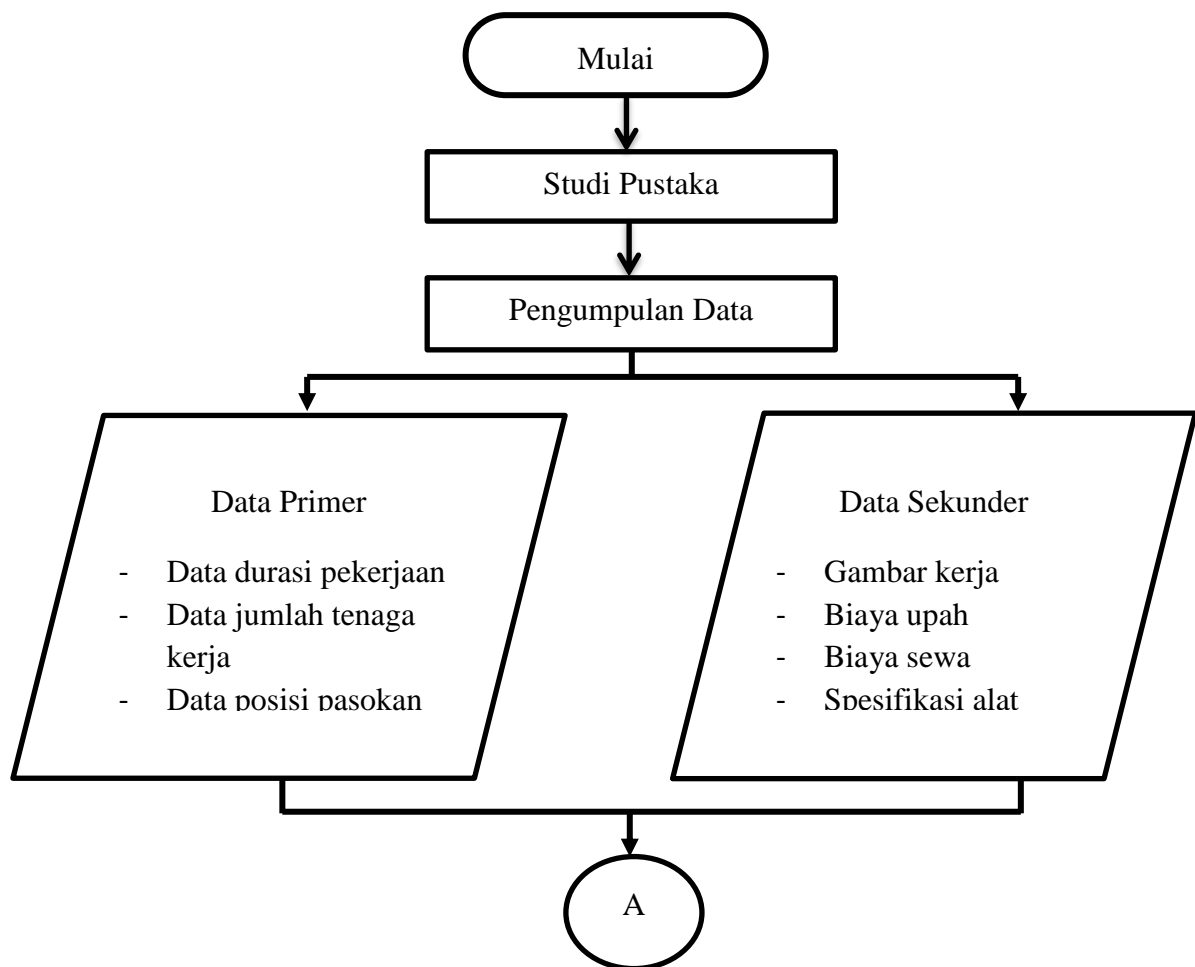 Mulai
Studi Pustaka
Pengumpulan Data
Data Primer
- Data durasi pekerjaan
- Data jumlah tenaga
kerja
- Data posisi pasokan
Data Sekunder
- Gambar kerja
- Biaya upah
- Biaya sewa
- Spesifikasi alat
A